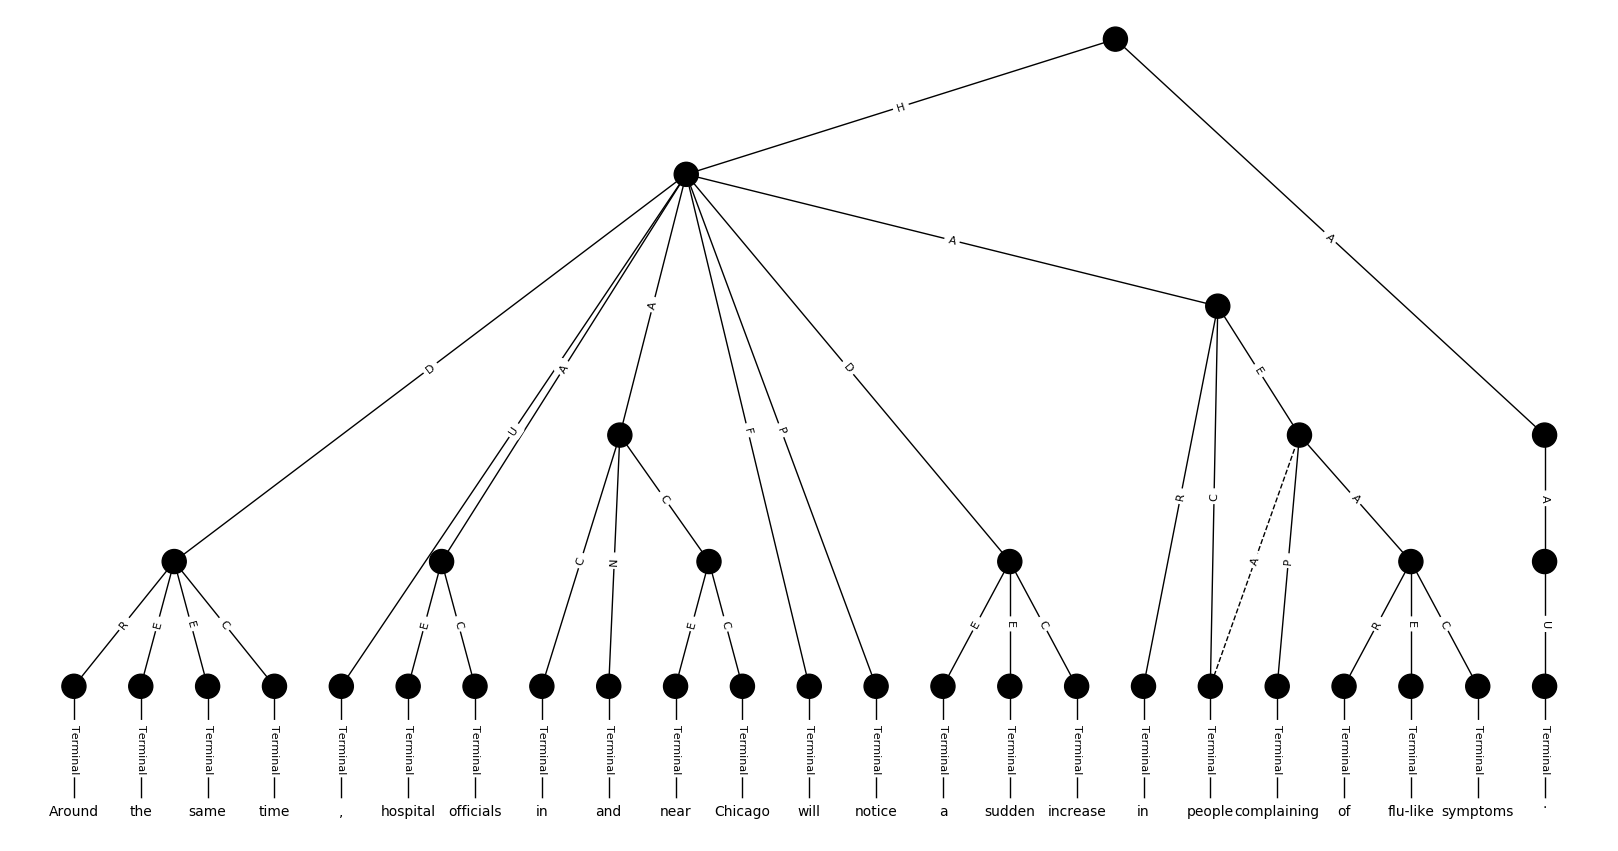 H
A
A
D
A
U
A
F
P
D
E
R
C
A
A
C
N
C
A
P
R
E
E
C
E
C
E
C
E
E
C
R
E
C
U
Terminal Terminal Terminal Terminal Terminal Terminal Terminal Terminal Terminal Terminal Terminal Terminal Terminal Terminal Terminal Terminal Terminal Terminal Terminal Terminal Terminal Terminal Terminal
Around the same time , hospital officials in and near Chicago will notice a sudden increase in people complaining of flu-like symptoms .